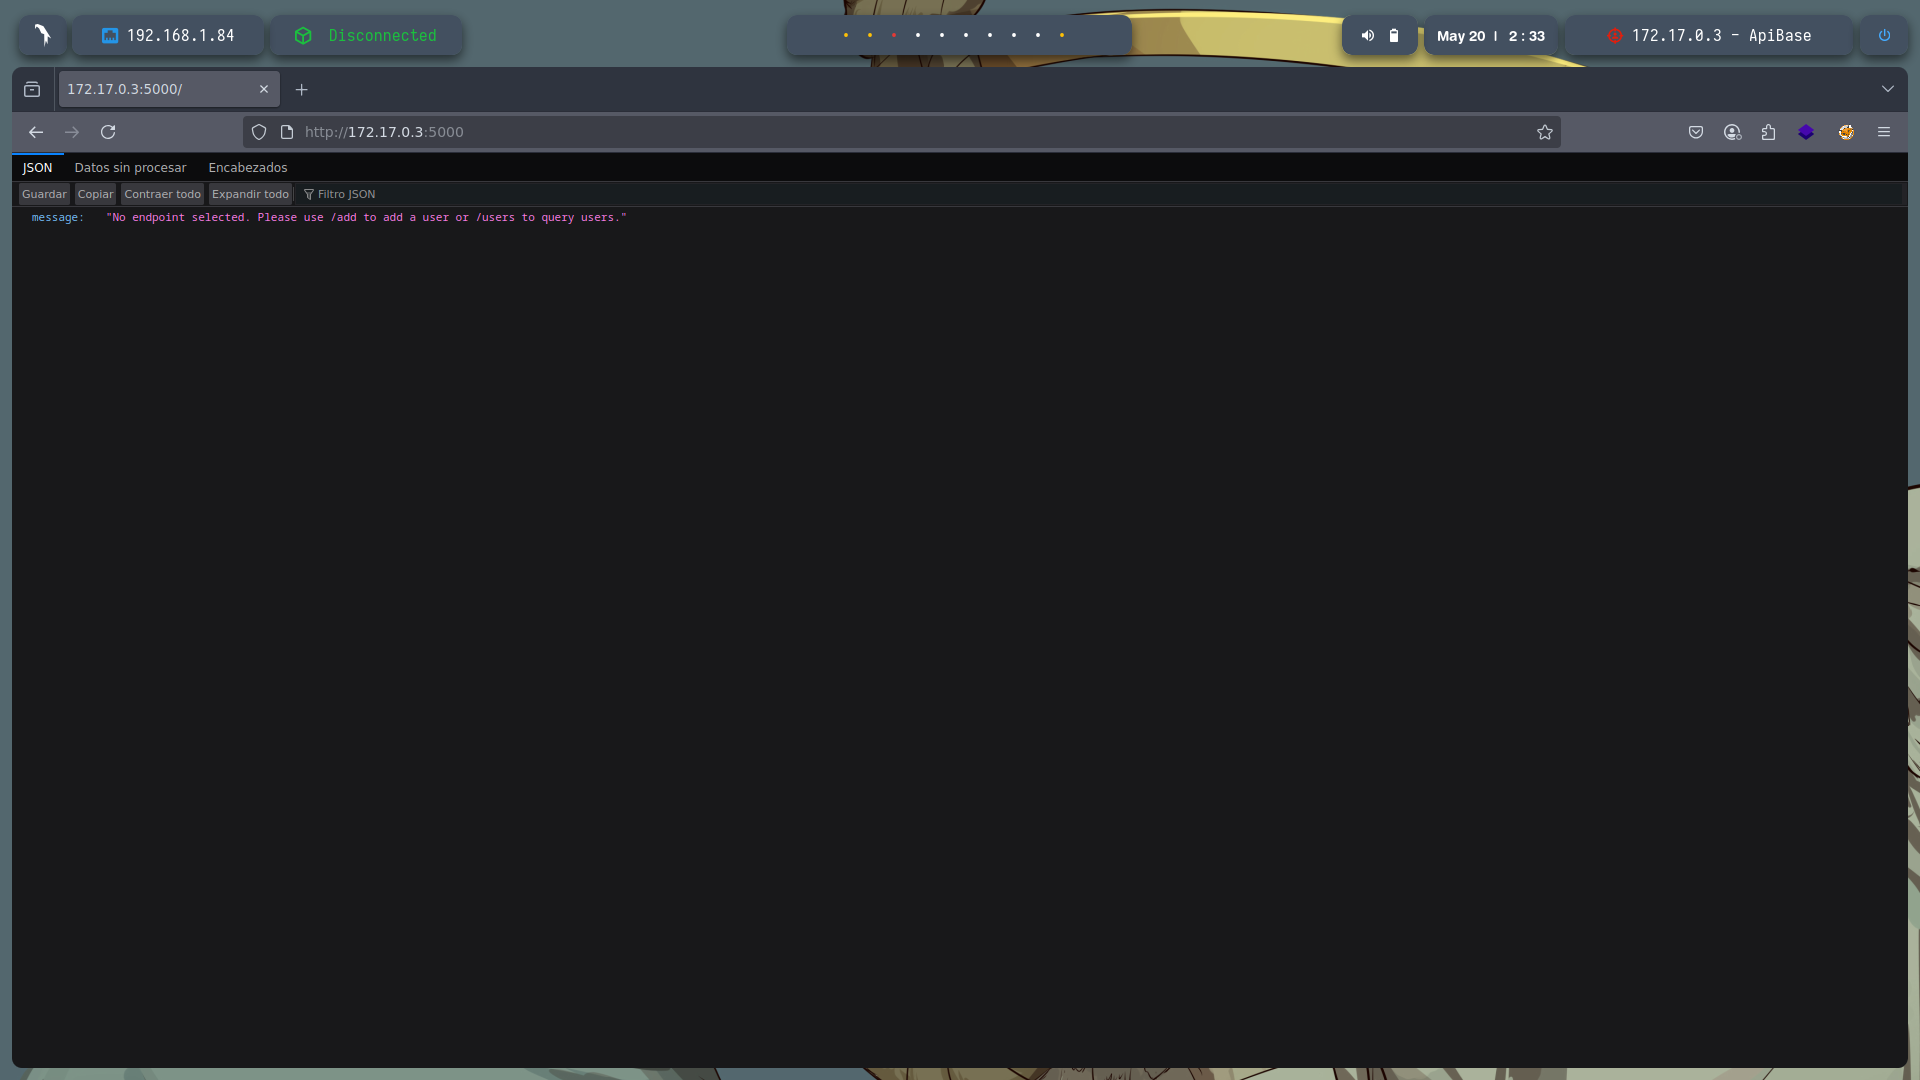 192.168.1.84
Disconnected
May 20 | 2:33
172.17.0.3 - ApiBase
172.17.0.3:5000/
http://172.17.0.3:5000
JSON Datos sin procesar Encabezados
Guardar Copiar Contraer todo Expandir todo Filtro JSON
message: "No endpoint selected. Please use /add to add a user or /users to query users."